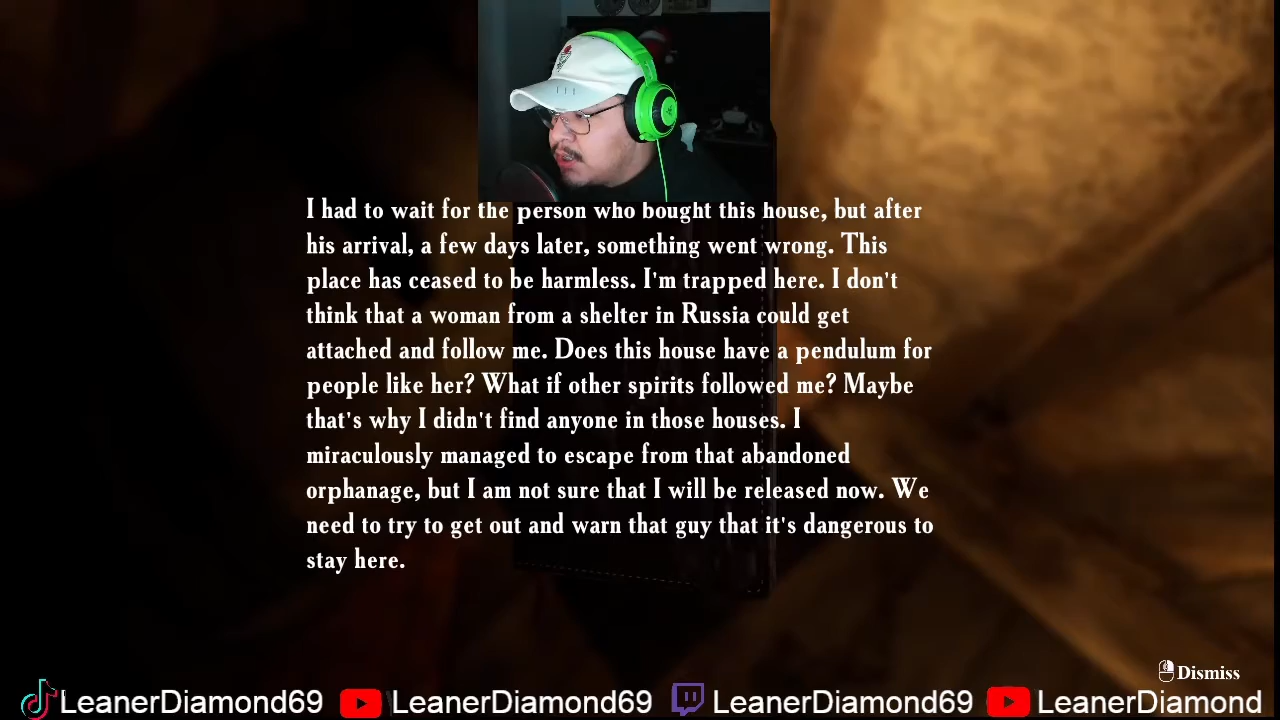 I had to wait for the person who bought this house, but after
his arrival, a few days later, something went wrong. This
place has ceased to be harmless. I'm trapped here. I don't
think that a woman from a shelter in Russia could get
attached and follow me. Does this house have a pendulum for
people like her? What if other spirits followed me? Maybe
that's why I didn't find anyone in those houses. I
miraculously managed to escape from that abandoned
orphanage, but I am not sure that I will be released now. We
need to try to get out and warn that guy that it's dangerous to
stay here.
Dismiss
LeanerDiamond69 LeanerDiamond69 LeanerDiamond69 LeanerDiamond